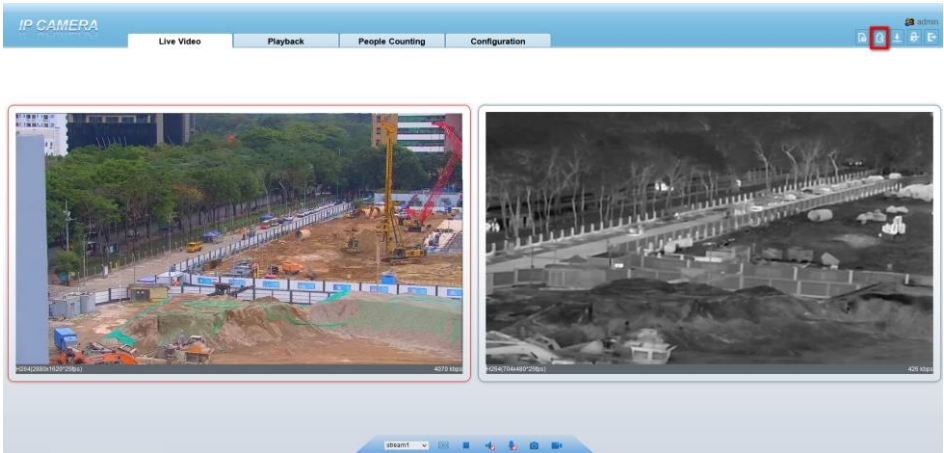 IP CAMERA
admin
Live Video Playback People Counting Configuration
H264(2880x1620*25fps) 4070 kbps
H264(704x480*25fps) 425 kbps
stream1